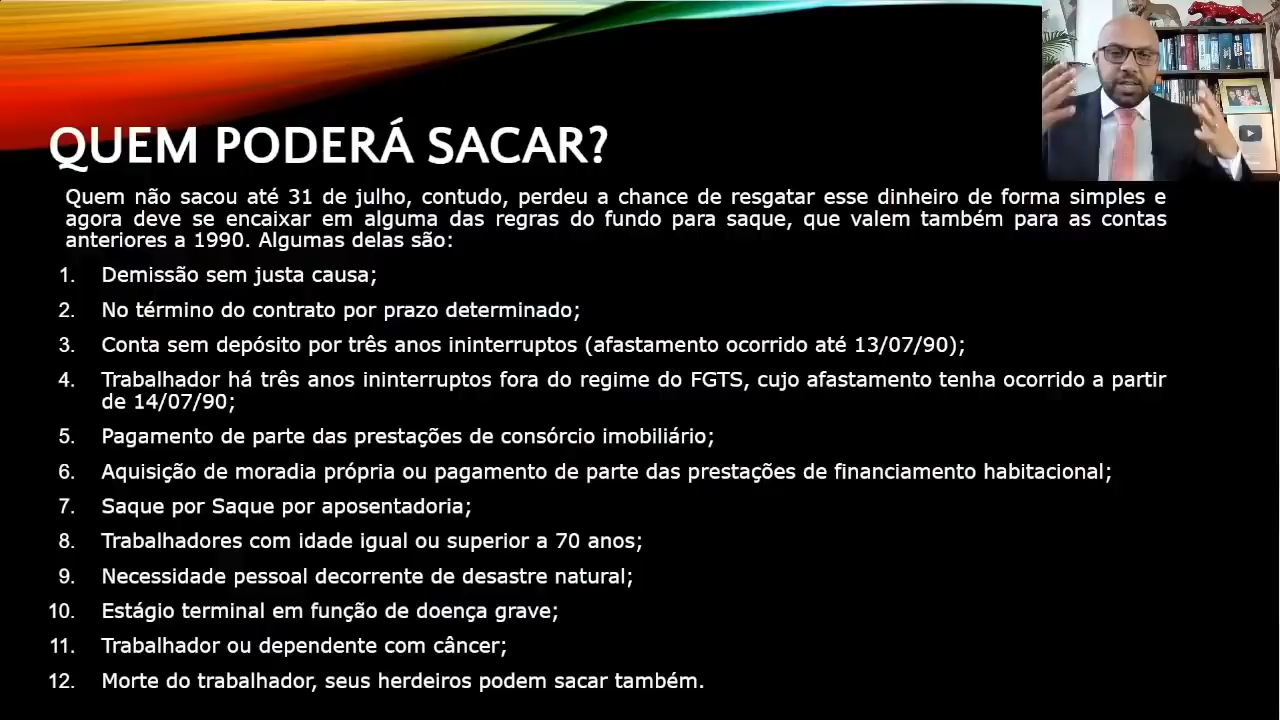 QUEM PODERÁ SACAR?
Quem não sacou até 31 de julho, contudo, perdeu a chance de resgatar esse dinheiro de forma simples e
agora deve se encaixar em alguma das regras do fundo para saque, que valem também para as contas
anteriores a 1990. Algumas delas são:
1. Demissão sem justa causa;
2. No término do contrato por prazo determinado;
3. Conta sem depósito por três anos ininterruptos (afastamento ocorrido até 13/07/90);
4. Trabalhador há três anos ininterruptos fora do regime do FGTS, cujo afastamento tenha ocorrido a partir
de 14/07/90;
5. Pagamento de parte das prestações de consórcio imobiliário;
6. Aquisição de moradia própria ou pagamento de parte das prestações de financiamento habitacional;
7. Saque por Saque por aposentadoria;
8. Trabalhadores com idade igual ou superior a 70 anos;
9. Necessidade pessoal decorrente de desastre natural;
10. Estágio terminal em função de doença grave;
11. Trabalhador ou dependente com câncer;
12. Morte do trabalhador, seus herdeiros podem sacar também.